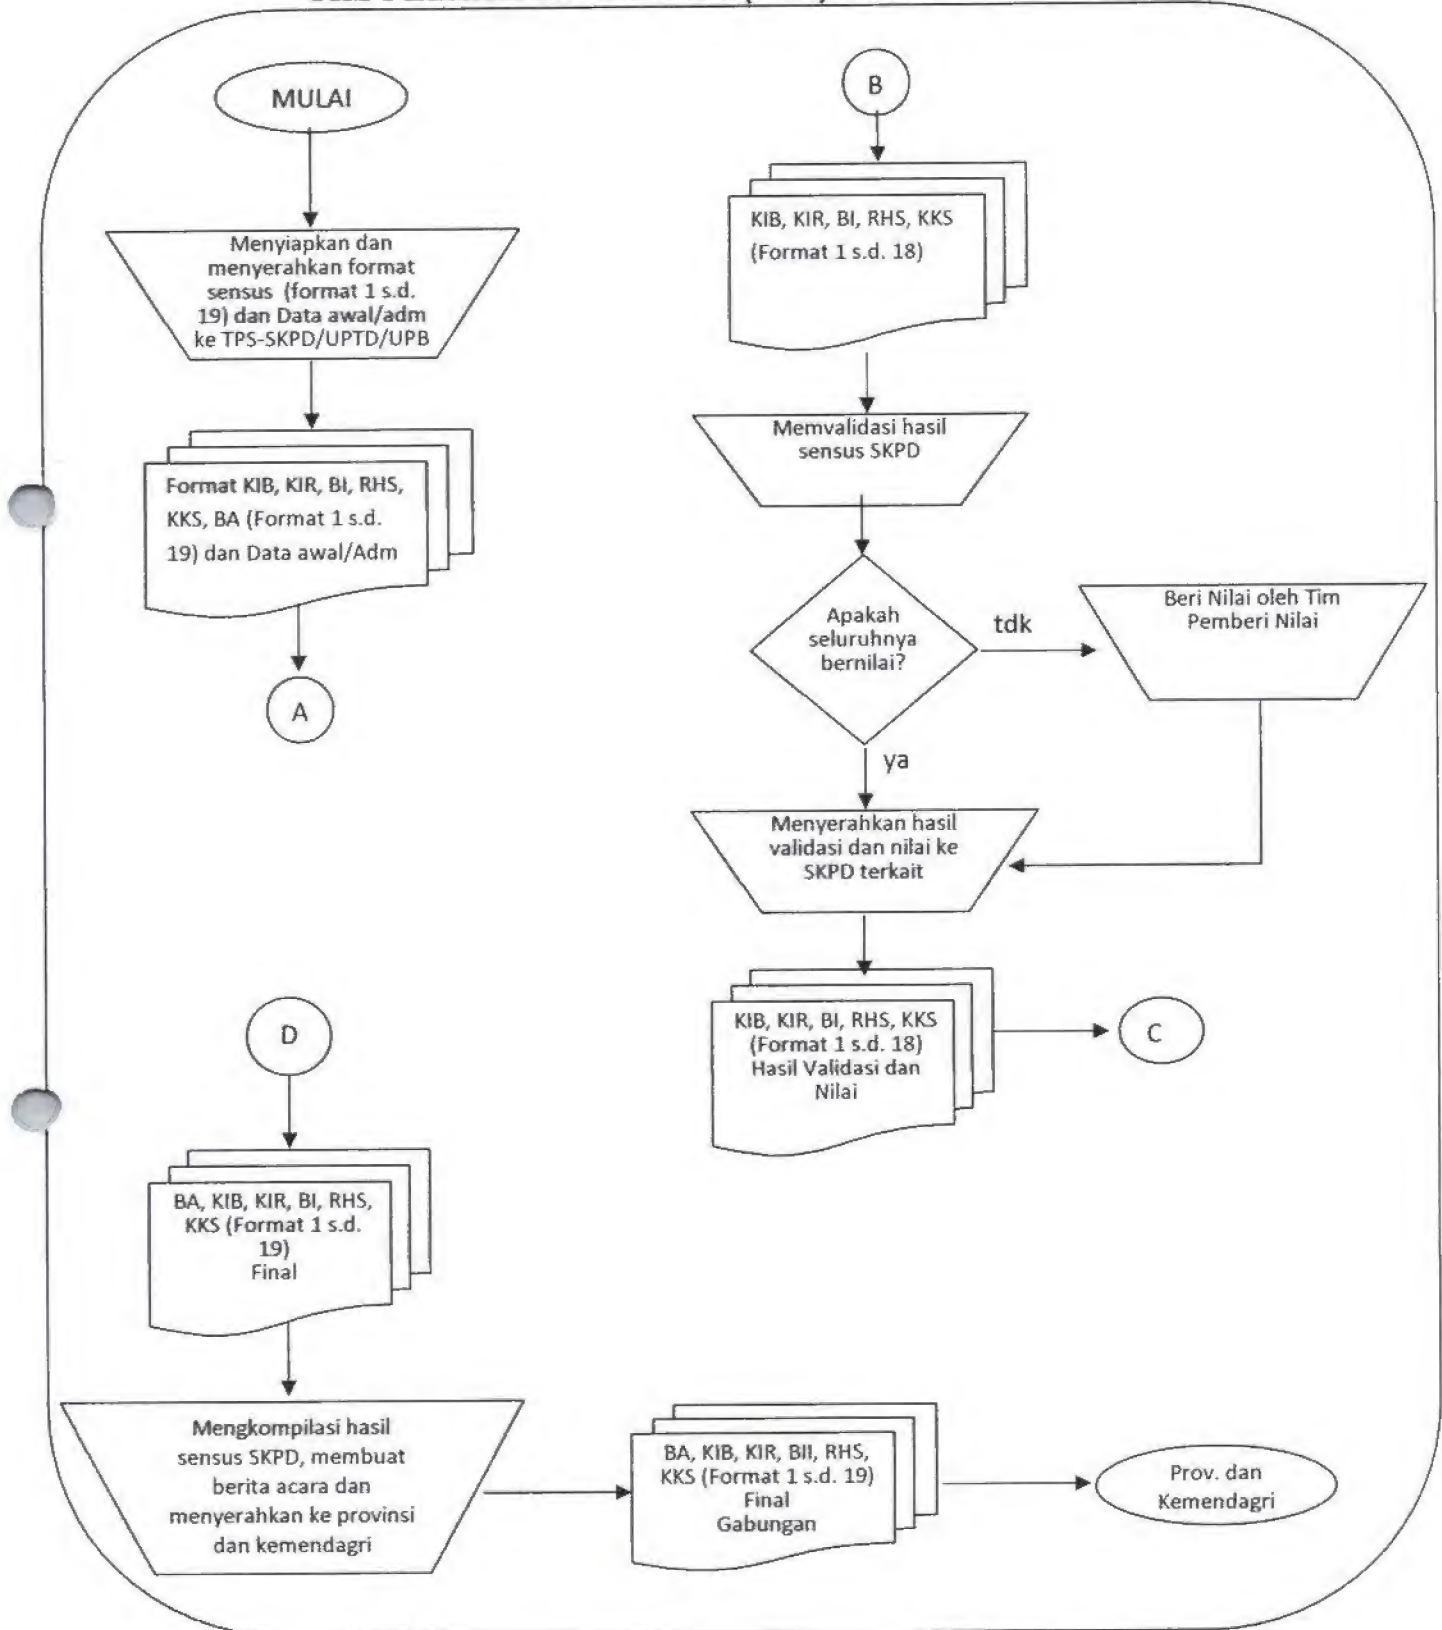 MULAI
Menyiapkan dan
menyerahkan format
sensus (format 1 s.d.
19) dan Data awal/adm
ke TPS-SKPD/UPTD/UPB
Format KIB, KIR, BI, RHS,
KKS, BA (Format 1 s.d.
19) dan Data awal/Adm
A
B
KIB, KIR, BI, RHS, KKS
(Format 1 s.d. 18)
Memvalidasi hasil
sensus SKPD
Apakah
seluruhnya
bernilai?
tdk
Beri Nilai oleh Tim
Pemberi Nilai
ya
Menyerahkan hasil
validasi dan nilai ke
SKPD terkait
KIB, KIR, BI, RHS, KKS
(Format 1 s.d. 18)
Hasil Validasi dan
Nilai
C
D
BA, KIB, KIR, BI, RHS,
KKS (Format 1 s.d.
19)
Final
Mengkompilasi hasil
sensus SKPD, membuat
berita acara dan
menyerahkan ke provinsi
dan kemendagri
BA, KIB, KIR, BII, RHS,
KKS (Format 1 s.d. 19)
Final
Gabungan
Prov. dan
Kemendagri